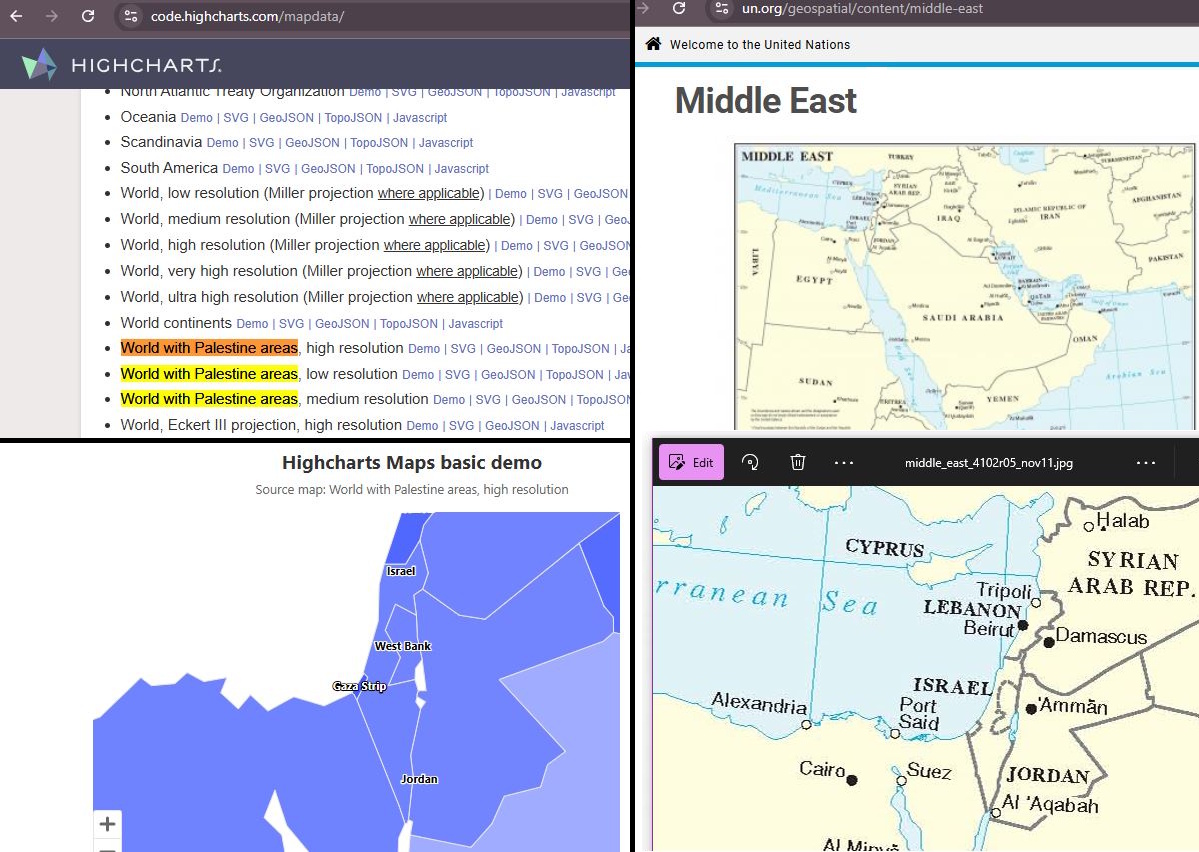 code.highcharts.com/mapdata/
HIGHCHARTS.
North Atlantic Treaty Organization Demo | SVG | GeoJSON | TopoJSON | Javascript
Oceania Demo | SVG | GeoJSON | TopoJSON | Javascript
Scandinavia Demo | SVG | GeoJSON | TopoJSON | Javascript
South America Demo | SVG | GeoJSON | TopoJSON | Javascript
World, low resolution (Miller projection where applicable) | Demo | SVG | GeoJSON
World, medium resolution (Miller projection where applicable) | Demo | SVG | GeoJ
World, high resolution (Miller projection where applicable) | Demo | SVG | GeoJSON
World, very high resolution (Miller projection where applicable) | Demo | SVG | Ge
World, ultra high resolution (Miller projection where applicable) | Demo | SVG | Ge
World continents Demo | SVG | GeoJSON | TopoJSON | Javascript
World with Palestine areas, high resolution Demo | SVG | GeoJSON | TopoJSON | Ja
World with Palestine areas, low resolution Demo | SVG | GeoJSON | TopoJSON | Jav
World with Palestine areas, medium resolution Demo | SVG | GeoJSON | TopoJSON
World, Eckert III projection, high resolution Demo | SVG | GeoJSON | TopoJSON | Javascript
un.org/geospatial/content/middle-east
Welcome to the United Nations
Middle East
MIDDLE EAST
TURKEY
CYPRUS
SYRIAN
ARAB REP.
LEBANON
ISRAEL
IRAQ
ISLAMIC REPUBLIC OF
IRAN
AFGHANISTAN
PAKISTAN
JORDAN
KUWAIT
LIBYA
EGYPT
BAHRAIN
QATAR
SAUDI ARABIA
OMAN
Arabian Sea
SUDAN
ERITREA
YEMEN
Highcharts Maps basic demo
Source map: World with Palestine areas, high resolution
Israel
West Bank
Gaza Strip
Jordan
+
Edit
middle_east_4102r05_nov11.jpg
Halab
CYPRUS
SYRIAN
ARAB REP.
rranean Sea
Tripoli
LEBANON
Beirut
Damascus
ISRAEL
Alexandria
Port
Said
'Ammān
Cairo
Suez
JORDAN
Al 'Aqabah
Al Minyā